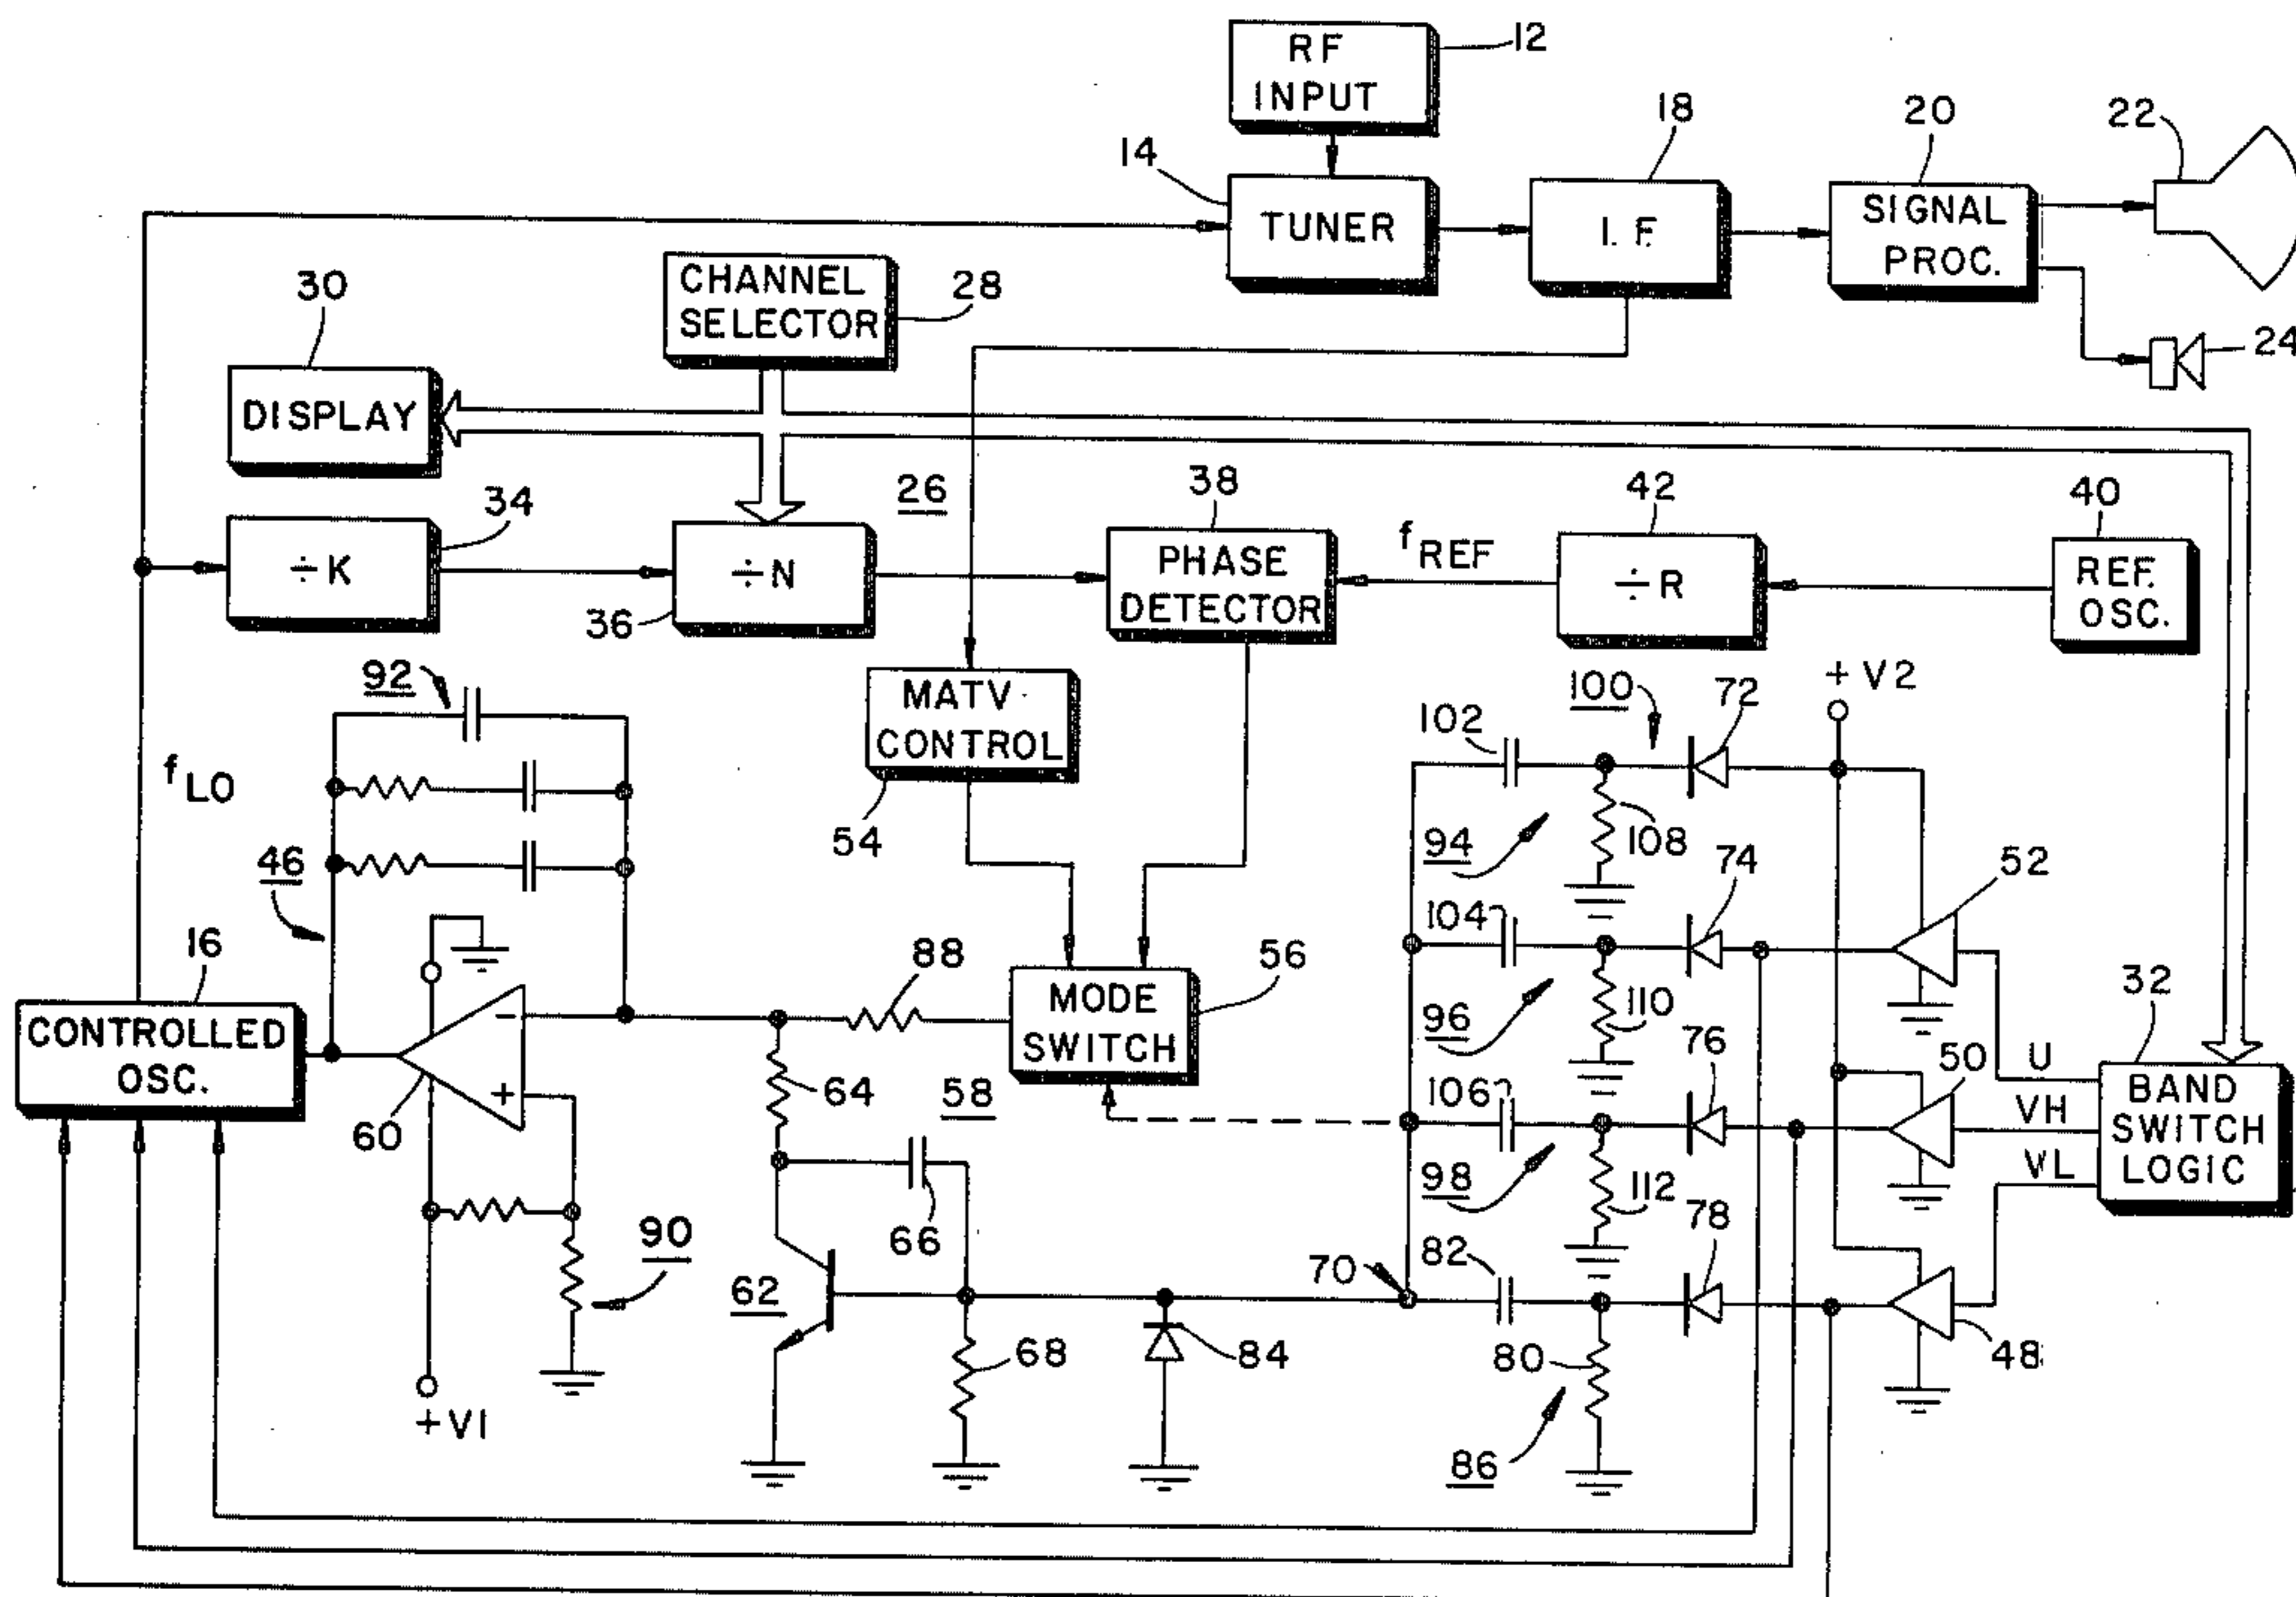 RF
INPUT
12
14
18
20
22
TUNER
I. F.
SIGNAL
PROC.
24
CHANNEL
SELECTOR
28
30
DISPLAY
26
34
÷K
÷N
36
38
PHASE
DETECTOR
fREF
42
÷R
40
REF.
OSC.
92
MATV
CONTROL
54
100
72
+ V2
102
fLO
94
108
74
52
46
104
16
88
MODE
SWITCH
56
96
110
76
32
CONTROLLED
OSC.
-
+
60
64
58
106
50
U
VH
VL
BAND
SWITCH
LOGIC
98
112
78
90
66
70
82
62
68
84
80
48
+V1
86